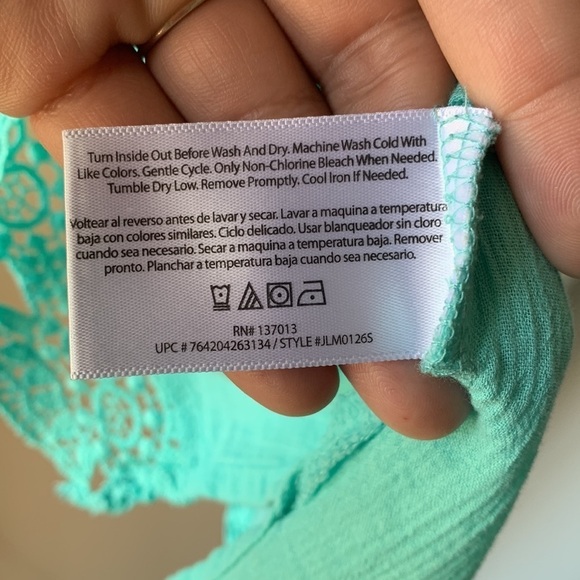 Turn Inside Out Before Wash And Dry. Machine Wash Cold With
Like Colors. Gentle Cycle. Only Non-Chlorine Bleach When Needed.
Tumble Dry Low. Remove Promptly. Cool Iron If Needed.
Voltear al reverso antes de lavar y secar. Lavar a maquina a temperatura
baja con colores similares. Ciclo delicado. Usar blanqueador sin cloro
cuando sea necesario. Secar a maquina a temperatura baja. Remover
pronto. Planchar a temperatura baja cuando sea necesario.
RN# 137013
UPC # 764204263134 / STYLE #JLM0126S